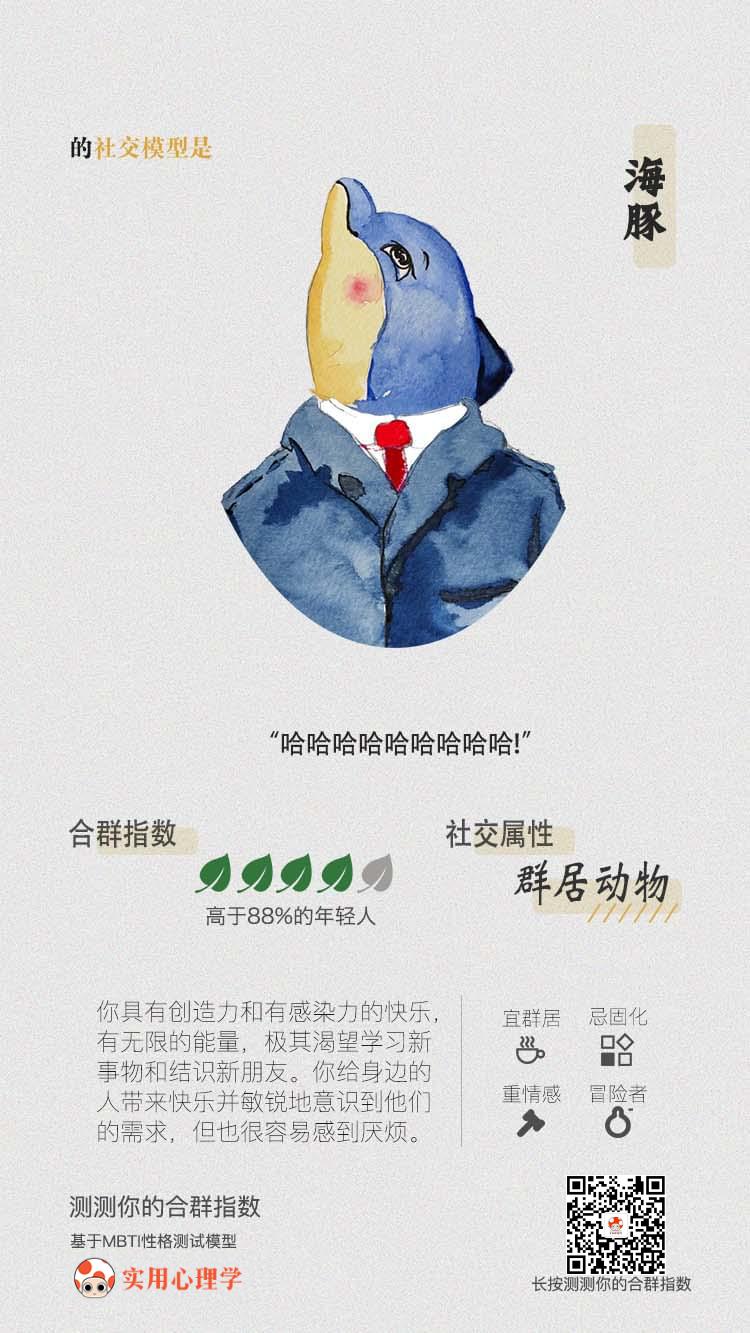 的社交模型是
海豚
“哈哈哈哈哈哈哈哈哈!”
合群指数
高于88%的年轻人
社交属性
群居动物
你具有创造力和有感染力的快乐，
有无限的能量，极其渴望学习新
事物和结识新朋友。你给身边的
人带来快乐并敏锐地意识到他们
的需求，但也很容易感到厌烦。
宜群居 忌固化
重情感 冒险者
测测你的合群指数
基于MBTI性格测试模型
实用心理学
长按测测你的合群指数